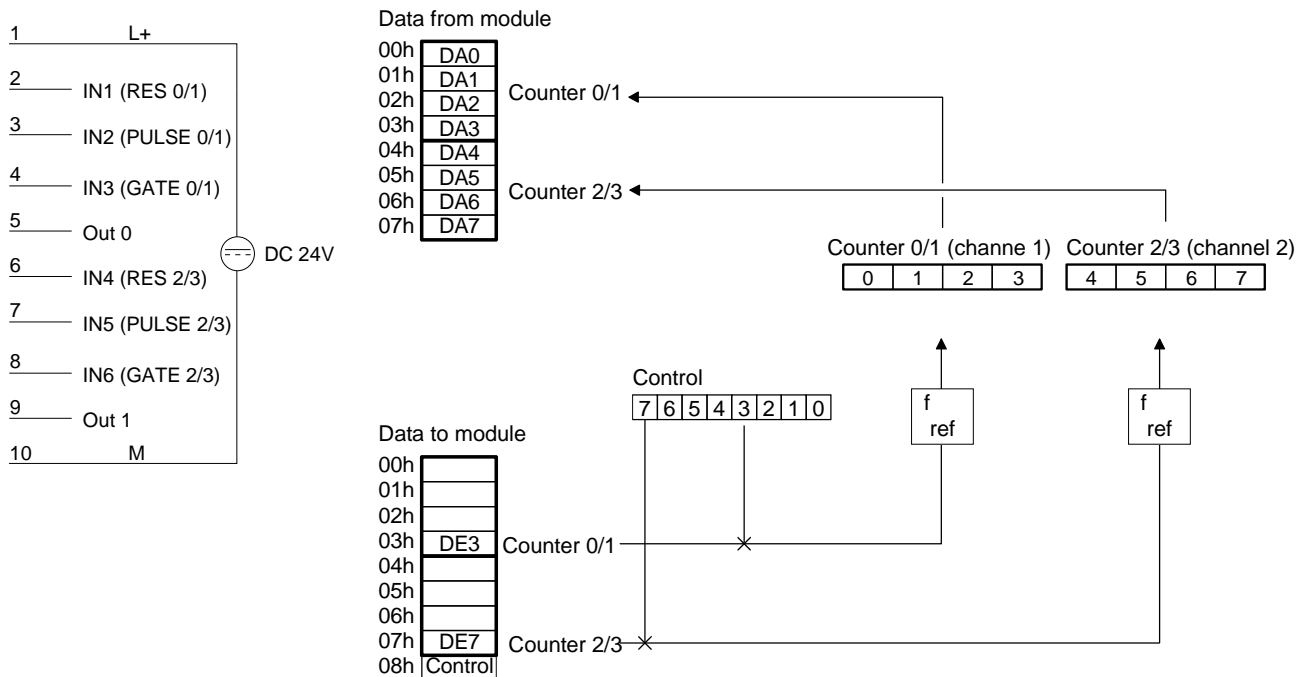 1 L+
2 IN1 (RES 0/1)
3 IN2 (PULSE 0/1)
4 IN3 (GATE 0/1)
5 Out 0
DC 24V
6 IN4 (RES 2/3)
7 IN5 (PULSE 2/3)
8 IN6 (GATE 2/3)
9 Out 1
10 M
Data from module
00h DA0
01h DA1
02h DA2
03h DA3
04h DA4
05h DA5
06h DA6
07h DA7
Counter 0/1
Counter 2/3
Counter 0/1 (channe 1)
0 1 2 3
Counter 2/3 (channel 2)
4 5 6 7
Control
7 6 5 4 3 2 1 0
f
ref
f
ref
Data to module
00h
01h
02h
03h DE3 Counter 0/1
04h
05h
06h
07h DE7 Counter 2/3
08h Control